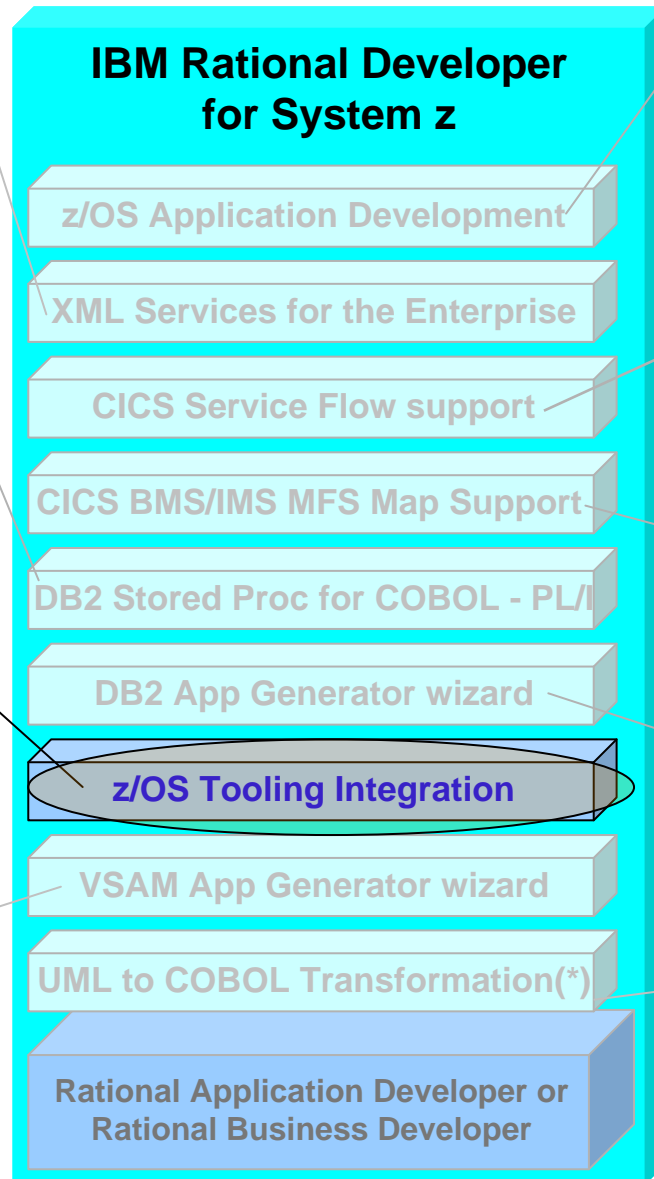 IBM Rational Developer
for System z
z/OS Application Development
XML Services for the Enterprise
CICS Service Flow support
CICS BMS/IMS MFS Map Support
DB2 Stored Proc for COBOL - PL/I
DB2 App Generator wizard
z/OS Tooling Integration
VSAM App Generator wizard
UML to COBOL Transformation(*)
Rational Application Developer or
Rational Business Developer